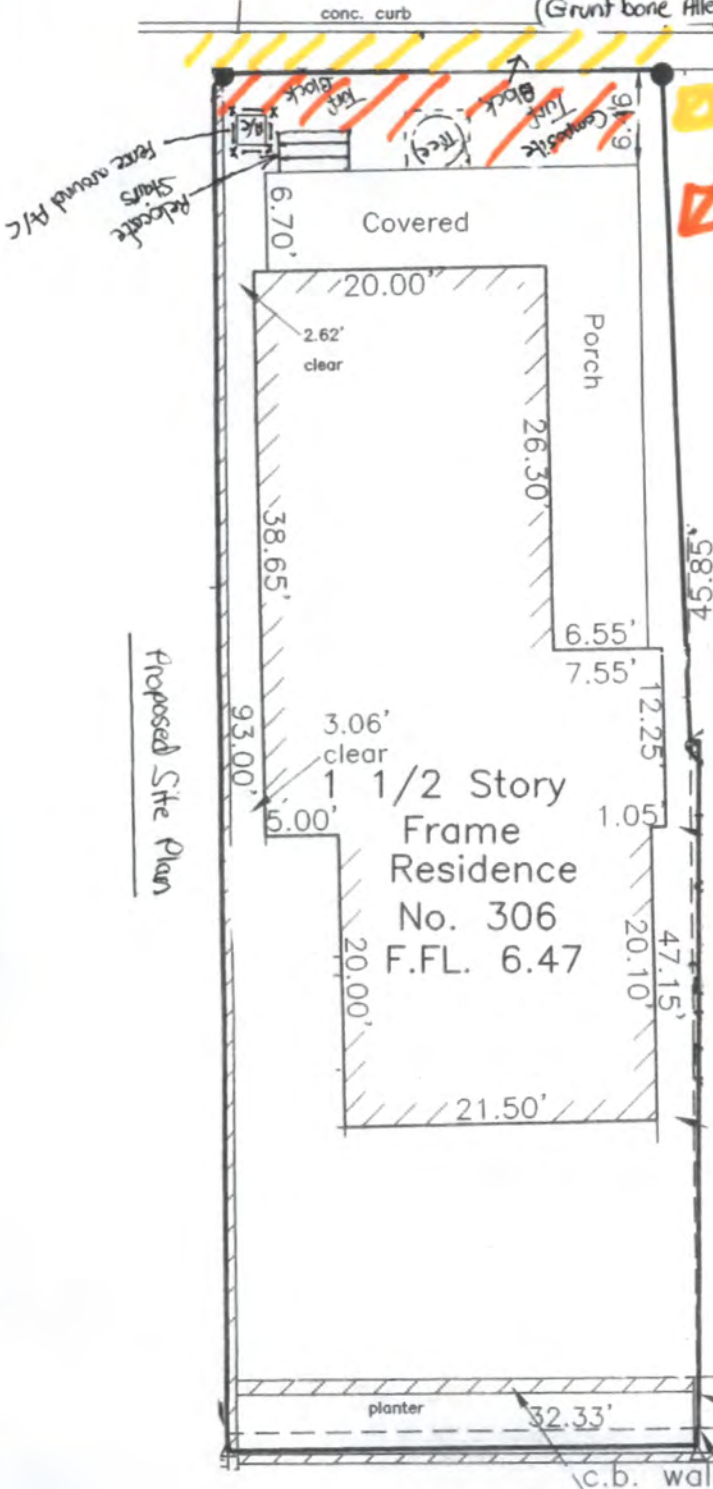 (Grunt bone Alle
conc. curb
Turf
Block
Composite
Turf
Block
Tree
A/C
Fence around A/C
Relocate
Stairs
6.70'
Covered
Porch
20.00'
2.62'
clear
26.30'
38.65'
45.85'
6.55'
7.55'
12.25'
93.00'
3.06'
clear
1 1/2 Story
Frame
Residence
No. 306
F.FL. 6.47
5.00'
1.05'
20.00'
20.10'
47.15'
21.50'
Proposed Site Plan
planter
32.33'
c.b. wal